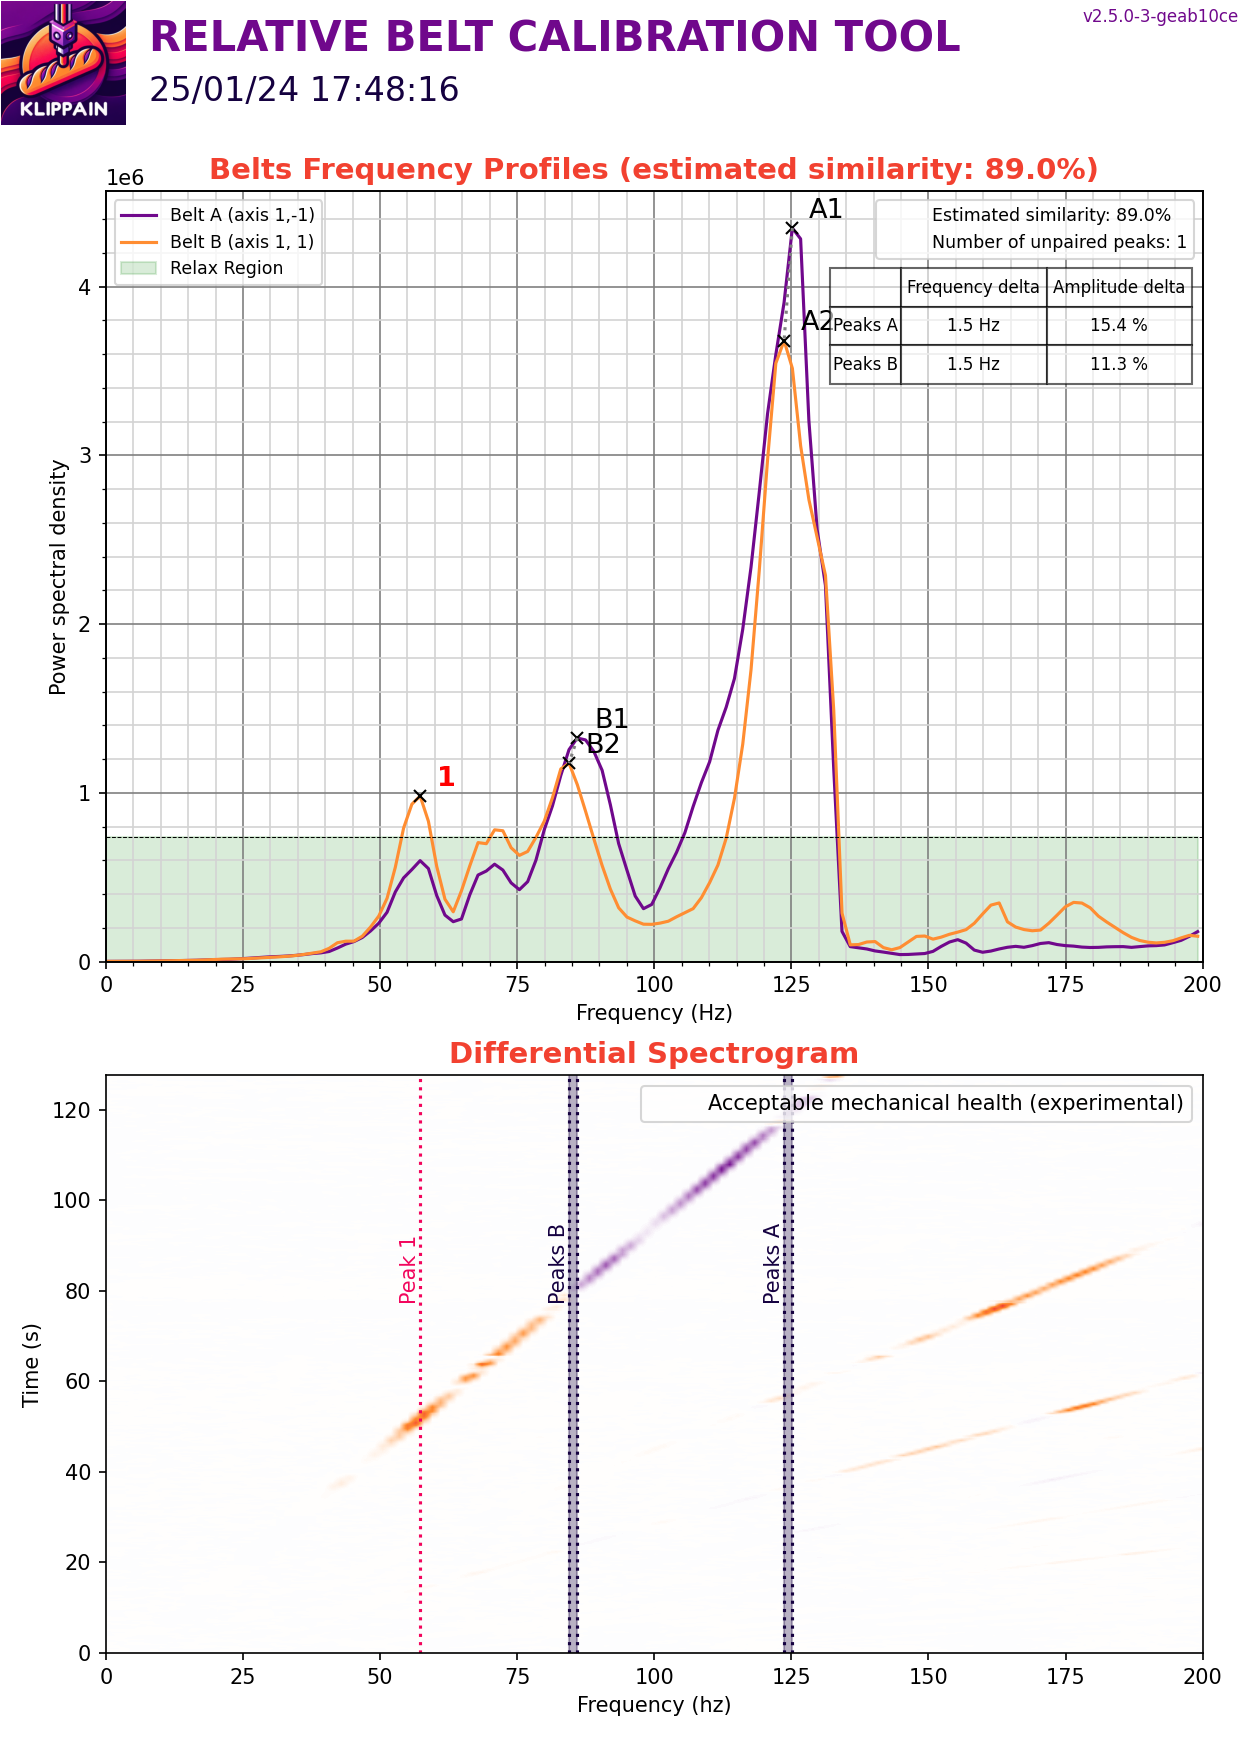 v2.5.0-3-geab10ce
RELATIVE BELT CALIBRATION TOOL
25/01/24 17:48:16
KLIPPAIN
Belts Frequency Profiles (estimated similarity: 89.0%)
1e6
Belt A (axis 1,-1)
Belt B (axis 1, 1)
Relax Region
Estimated similarity: 89.0%
Number of unpaired peaks: 1
Frequency delta Amplitude delta
Peaks A 1.5 Hz 15.4 %
Peaks B 1.5 Hz 11.3 %
A1
A2
B1
B2
1
Power spectral density
4
3
2
1
0
0 25 50 75 100 125 150 175 200
Frequency (Hz)
Differential Spectrogram
Acceptable mechanical health (experimental)
Peak 1
Peaks B
Peaks A
Time (s)
120
100
80
60
40
20
0
0 25 50 75 100 125 150 175 200
Frequency (hz)